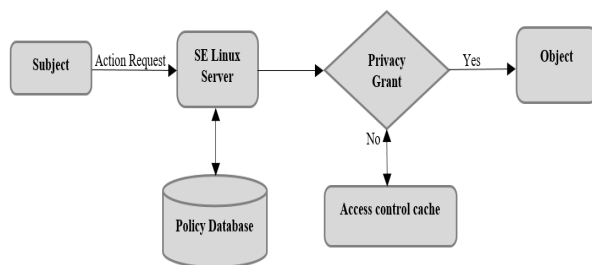 Subject
Action Request
SE Linux
Server
Privacy
Grant
Yes
Object
No
Policy Database
Access control cache